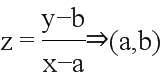 z = (y−b)/(x−a) ⇒ (a,b)